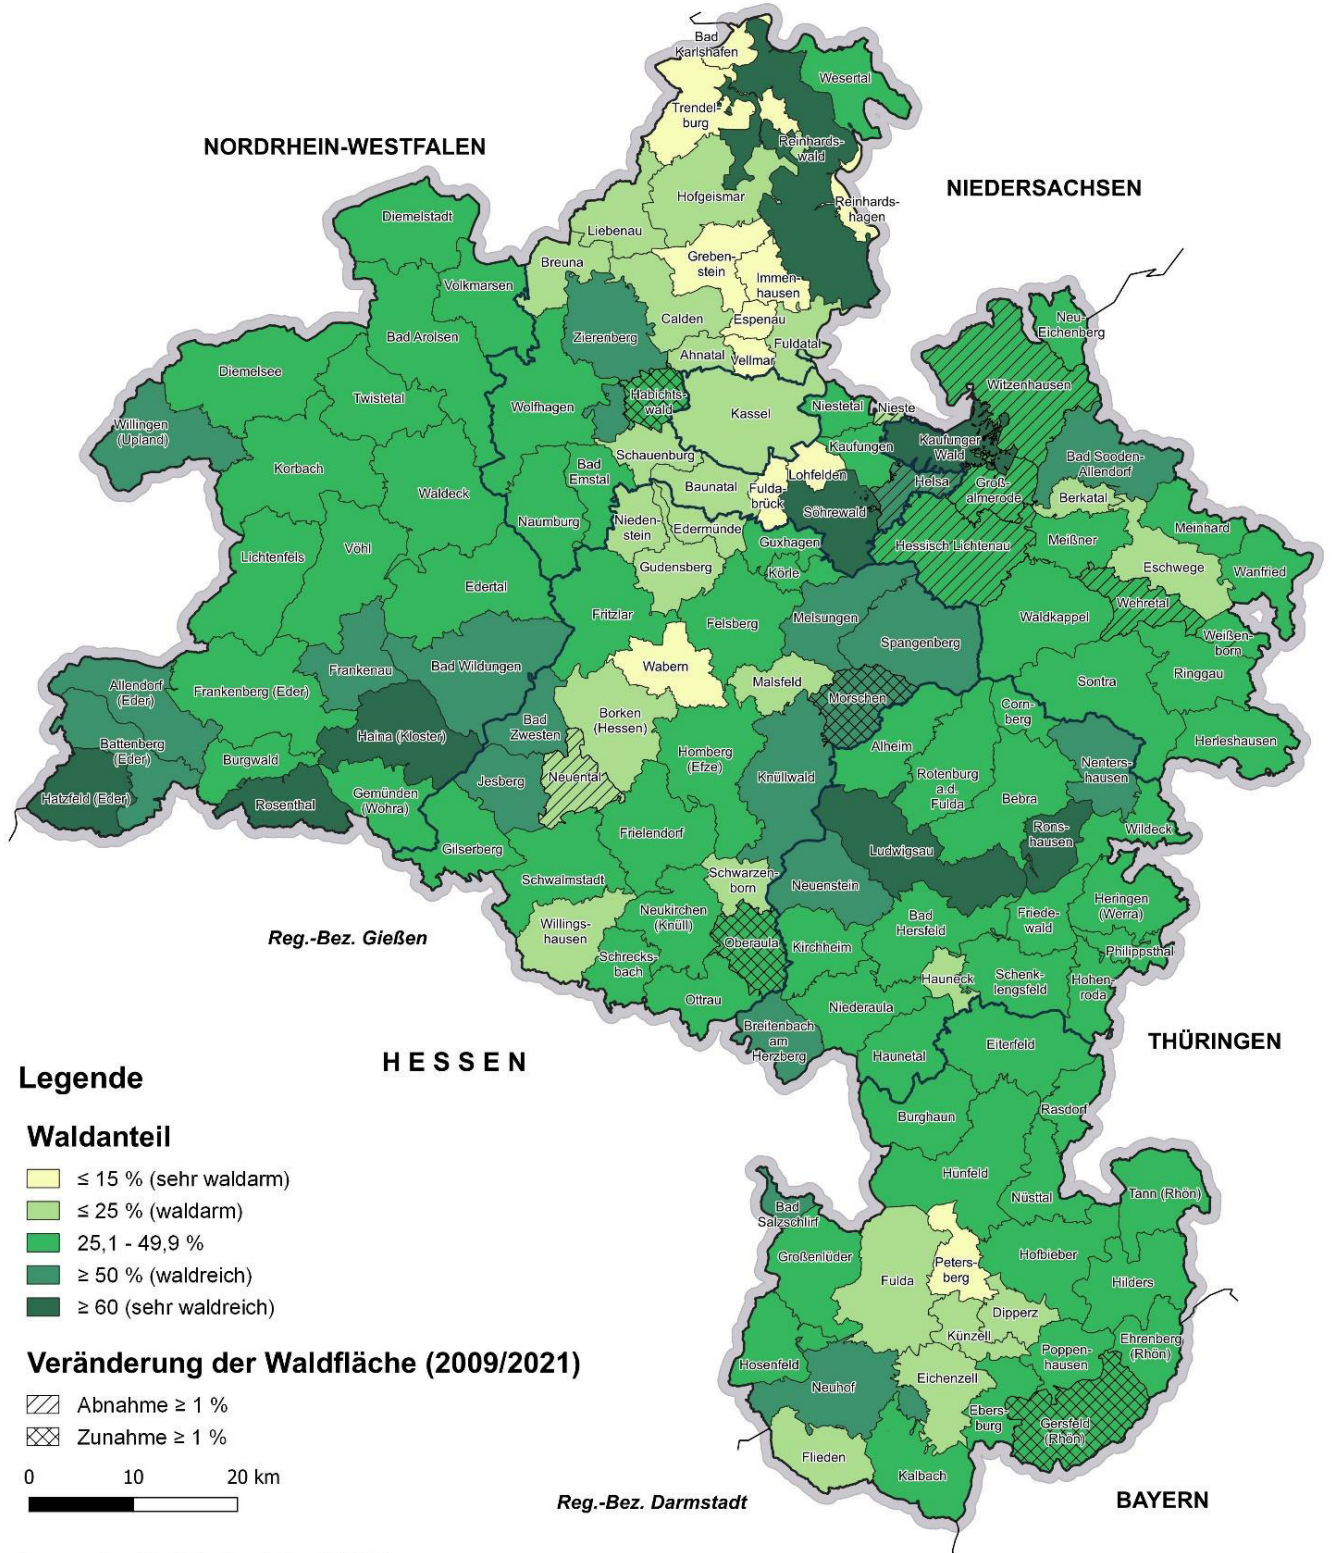 Bad
Karlshafen
Wesertal
Trendel-
burg
NORDRHEIN-WESTFALEN
Reinhards-
wald
NIEDERSACHSEN
Hofgeismar
Reinhards-
hagen
Diemelstadt
Liebenau
Breuna
Greben-
stein
Immen-
hausen
Volkmarsen
Calden
Espenau
Neu-
Eichenberg
Bad Arolsen
Zierenberg
Fuldatal
Ahnatal
Vellmar
Diemelsee
Witzenhausen
Twistetal
Habichts-
wald
Wolfhagen
Kassel
Niestetal
Nieste
Willingen
(Upland)
Kaufungen
Kaufunger
Wald
Schauenburg
Bad Sooden-
Allendorf
Korbach
Bad
Emstal
Lohfelden
Waldeck
Baunatal
Fulda-
brück
Helsa
Groß-
almerode
Berkatal
Söhrewald
Naumburg
Nieden-
stein
Edermünde
Meinhard
Guxhagen
Hessisch Lichtenau
Meißner
Vöhl
Lichtenfels
Gudensberg
Körle
Eschwege
Wanfried
Edertal
Wehretal
Fritzlar
Felsberg
Melsungen
Waldkappel
Weißen-
born
Spangenberg
Frankenau
Bad Wildungen
Wabern
Ringgau
Malsfeld
Sontra
Allendorf
(Eder)
Frankenberg (Eder)
Morschen
Corn-
berg
Borken
(Hessen)
Bad
Zwesten
Haina (Kloster)
Herleshausen
Battenberg
(Eder)
Alheim
Homberg
(Efze)
Burgwald
Nenters-
hausen
Knüllwald
Neuental
Jesberg
Rotenburg
a.d.
Fulda
Hatzfeld (Eder)
Rosenthal
Gemünden
(Wohra)
Bebra
Frielendorf
Rons-
hausen
Wildeck
Gilserberg
Ludwigsau
Schwalmstadt
Schwarzen-
born
Neuenstein
Heringen
(Werra)
Neukirchen
(Knüll)
Friede-
wald
Bad
Hersfeld
Willings-
hausen
Reg.-Bez. Gießen
Oberaula
Kirchheim
Philippsthal
Schrecks-
bach
Hauneck
Schenk-
lengsfeld
Hohen-
roda
Ottrau
Niederaula
Breitenbach
am
Herzberg
THÜRINGEN
Eiterfeld
Haunetal
HESSEN
Legende
Rasdorf
Burghaun
Waldanteil
≤ 15 % (sehr waldarm)
≤ 25 % (waldarm)
25,1 - 49,9 %
≥ 50 % (waldreich)
≥ 60 (sehr waldreich)
Hünfeld
Nüsttal
Tann (Rhön)
Bad
Salzschlirf
Großenlüder
Hofbieber
Peters-
berg
Fulda
Hilders
Dipperz
Künzell
Ehrenberg
(Rhön)
Poppen-
hausen
Hosenfeld
Eichenzell
Neuhof
Ebers-
burg
Gersfeld
(Rhön)
Flieden
Kalbach
Veränderung der Waldfläche (2009/2021)
Abnahme ≥ 1 %
Zunahme ≥ 1 %
0 10 20 km
Reg.-Bez. Darmstadt
BAYERN